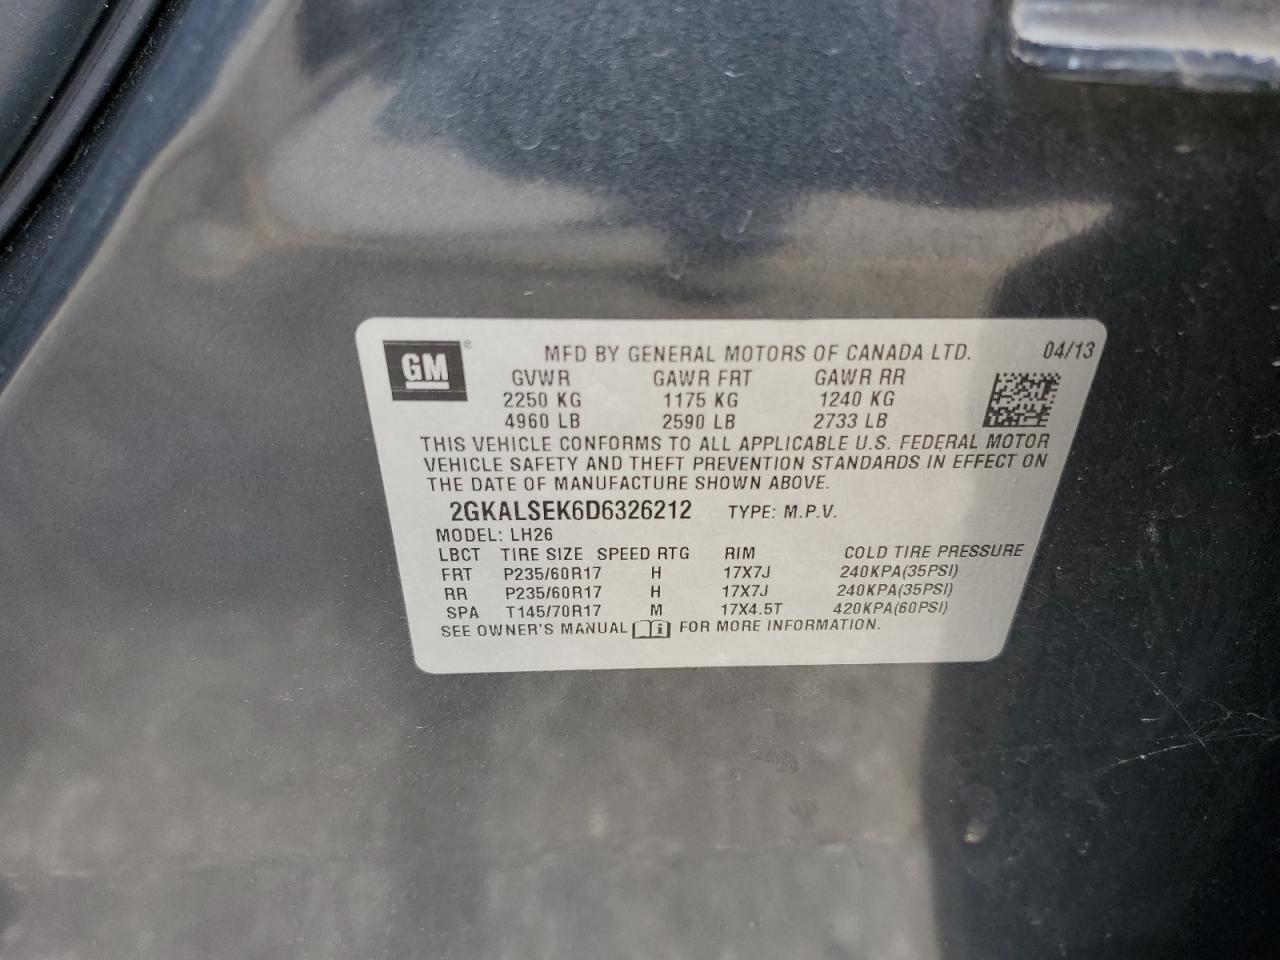 GM ® MFD BY GENERAL MOTORS OF CANADA LTD. 04/13
GVWR GAWR FRT GAWR RR
2250 KG 1175 KG 1240 KG
4960 LB 2590 LB 2733 LB
THIS VEHICLE CONFORMS TO ALL APPLICABLE U.S. FEDERAL MOTOR
VEHICLE SAFETY AND THEFT PREVENTION STANDARDS IN EFFECT ON
THE DATE OF MANUFACTURE SHOWN ABOVE.
2GKALSEK6D6326212 TYPE: M.P.V.
MODEL: LH26
LBCT TIRE SIZE SPEED RTG RIM COLD TIRE PRESSURE
FRT P235/60R17 H 17X7J 240KPA(35PSI)
RR P235/60R17 H 17X7J 240KPA(35PSI)
SPA T145/70R17 M 17X4.5T 420KPA(60PSI)
SEE OWNER'S MANUAL i FOR MORE INFORMATION.